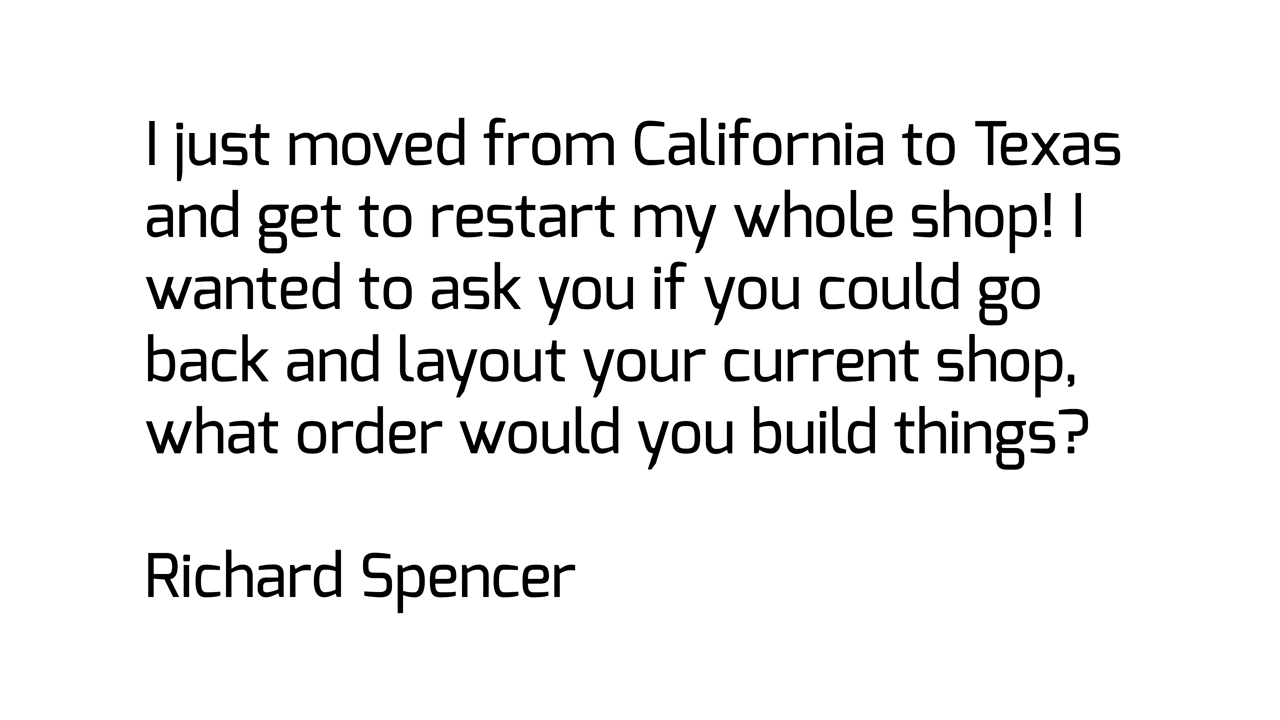 I just moved from California to Texas
and get to restart my whole shop! I
wanted to ask you if you could go
back and layout your current shop,
what order would you build things?
Richard Spencer